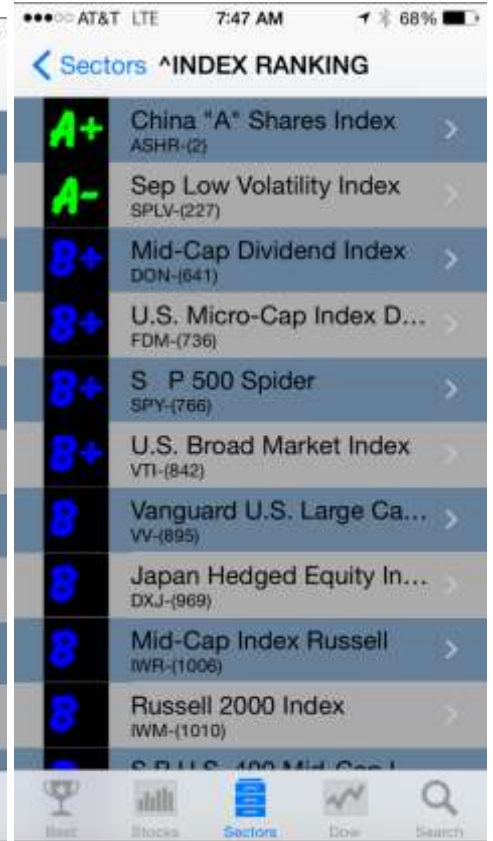 AT&T LTE 7:47 AM 68%
Sectors ^INDEX RANKING
A+ China "A" Shares Index
ASHR-(2)
A- Sep Low Volatility Index
SPLV-(227)
B+ Mid-Cap Dividend Index
DON-(641)
B+ U.S. Micro-Cap Index D...
FDM-(736)
B+ S P 500 Spider
SPY-(766)
B+ U.S. Broad Market Index
VTI-(842)
B Vanguard U.S. Large Ca...
VV-(895)
B Japan Hedged Equity In...
DXJ-(969)
B Mid-Cap Index Russell
IWR-(1006)
B Russell 2000 Index
IWM-(1010)
Best Stocks Sectors Dow Search